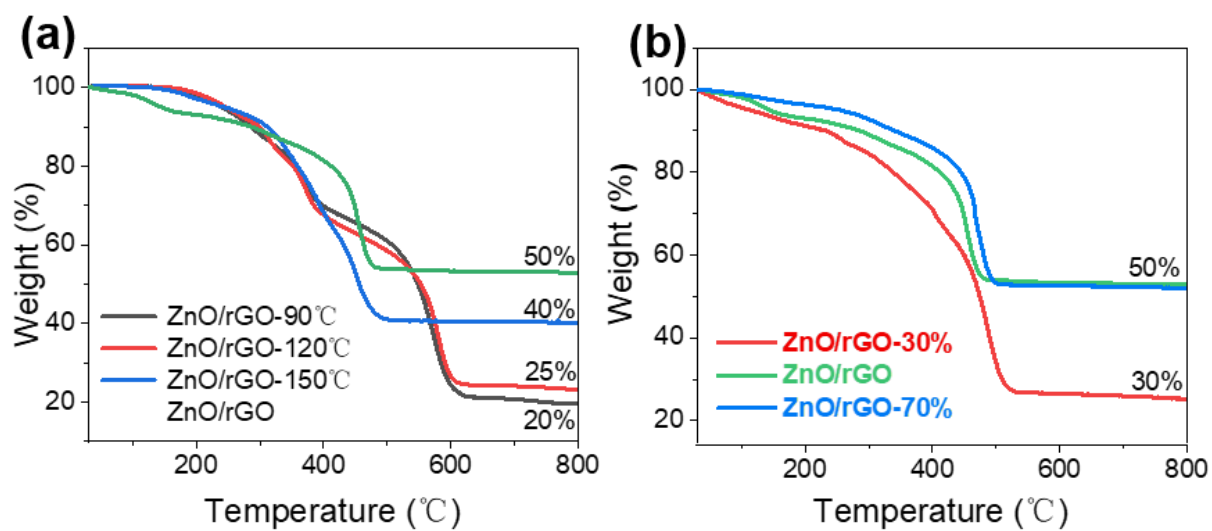 (a)
Weight (%)
100
80
60
40
20
50%
40%
25%
20%
ZnO/rGO-90℃
ZnO/rGO-120℃
ZnO/rGO-150℃
ZnO/rGO
200
400
600
800
Temperature (℃)
(b)
Weight (%)
100
80
60
40
20
50%
30%
ZnO/rGO-30%
ZnO/rGO
ZnO/rGO-70%
200
400
600
800
Temperature (℃)